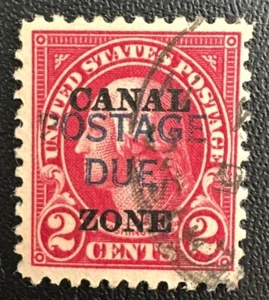 UNITED STATES POSTAGE
CANAL
POSTAGE
DUE
ZONE
2 2
CENTS